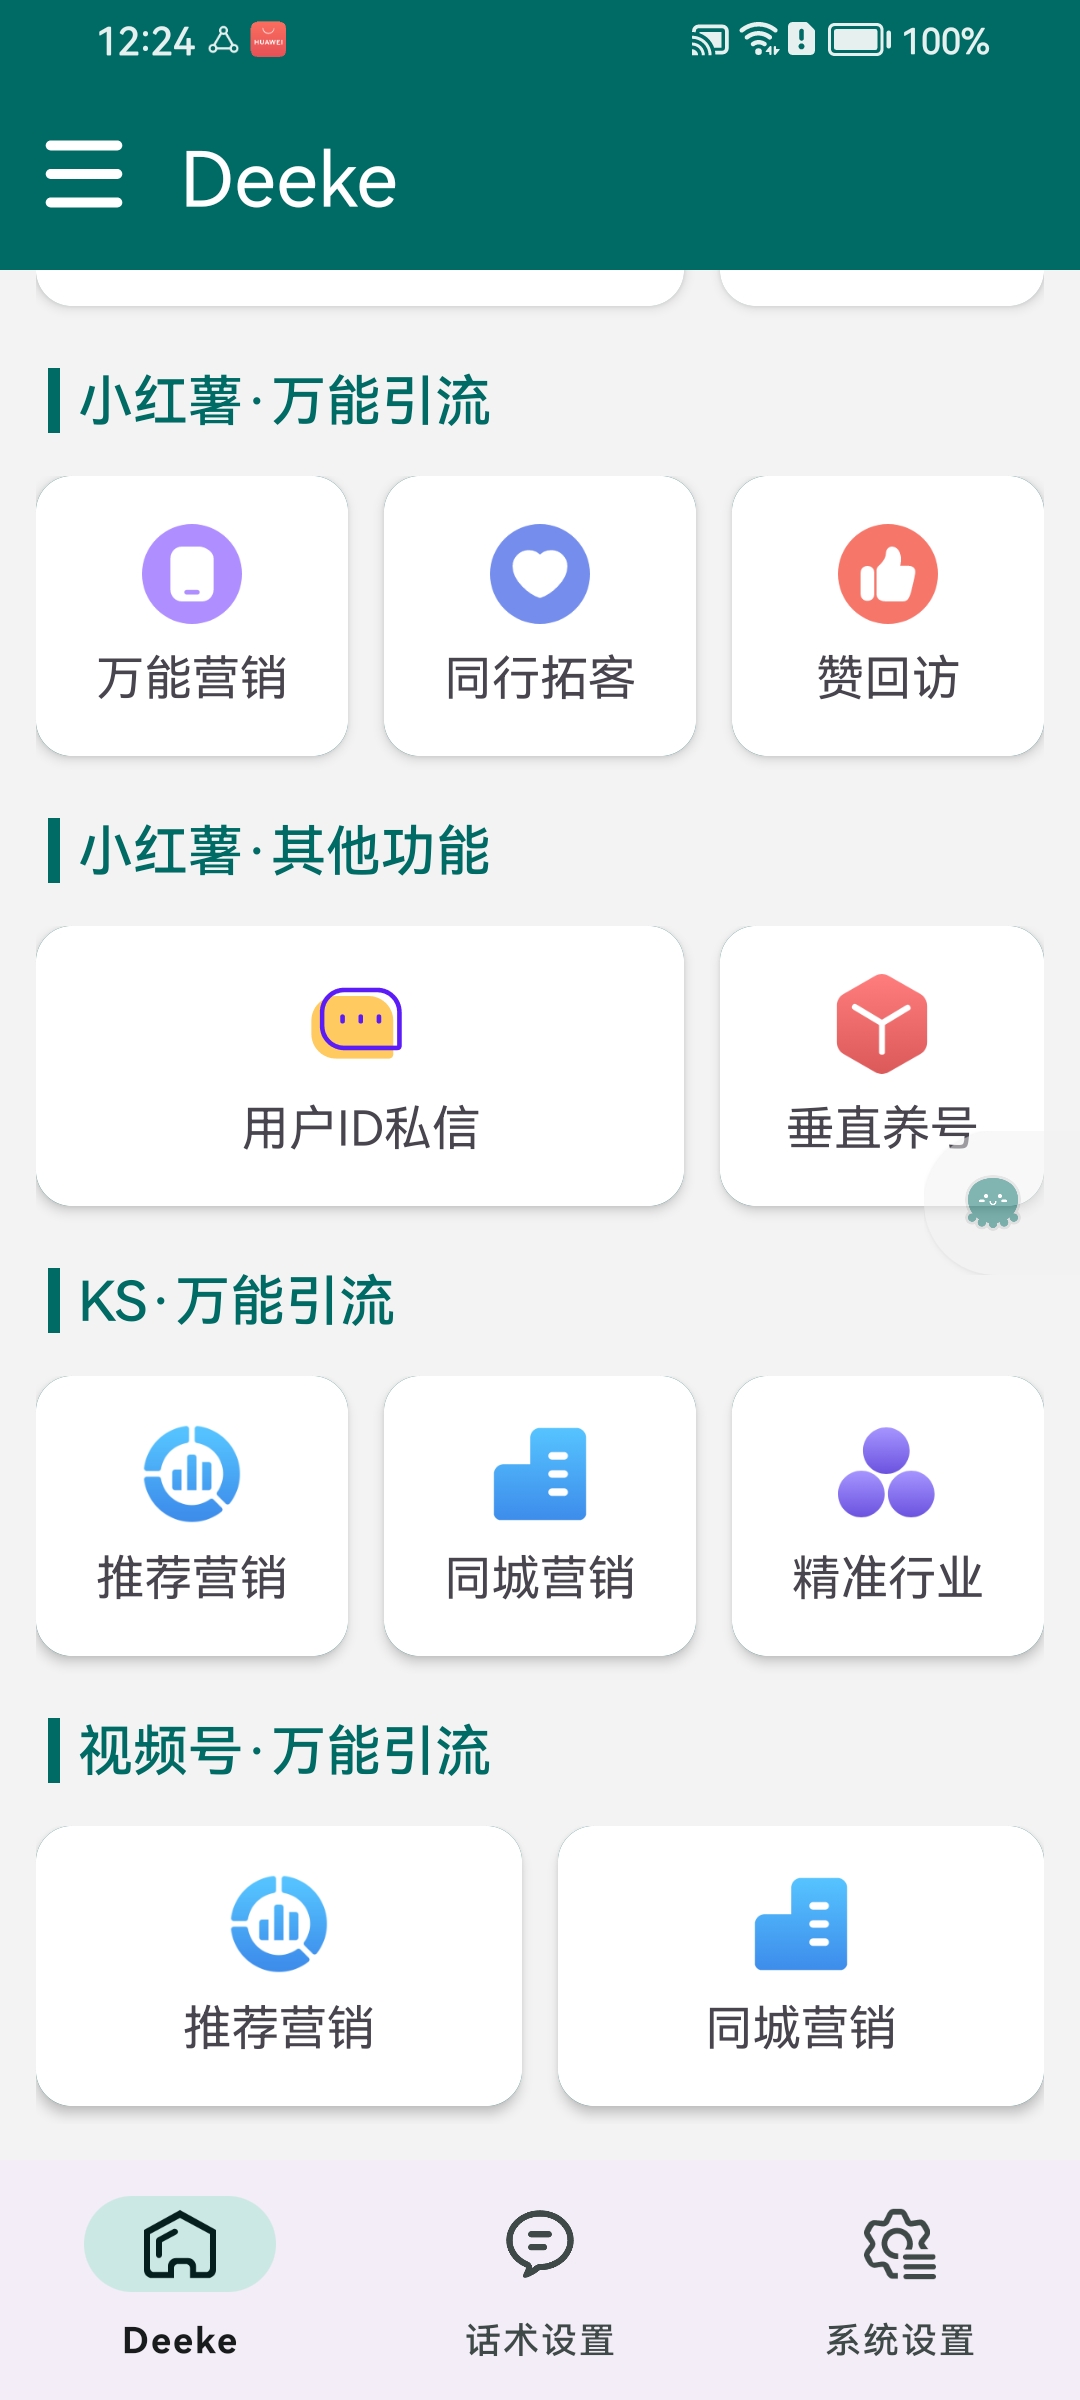 12:24
HUAWEI
100%
Deeke
小红薯·万能引流
万能营销
同行拓客
赞回访
小红薯·其他功能
用户ID私信
垂直养号
KS·万能引流
推荐营销
同城营销
精准行业
视频号·万能引流
推荐营销
同城营销
Deeke
话术设置
系统设置